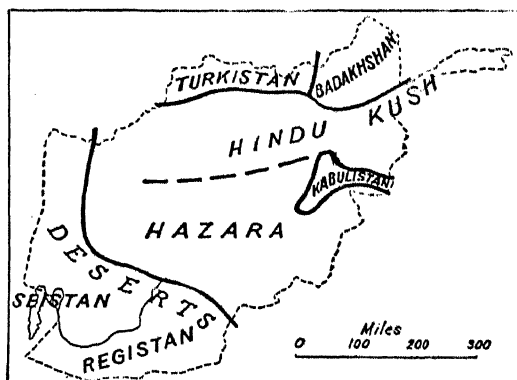 TURKISTAN
BADAKHSHAN
HINDU KUSH
KABULISTAN
HAZARA
DESERTS
SEISTAN
REGISTAN
Miles
0 100 200 300